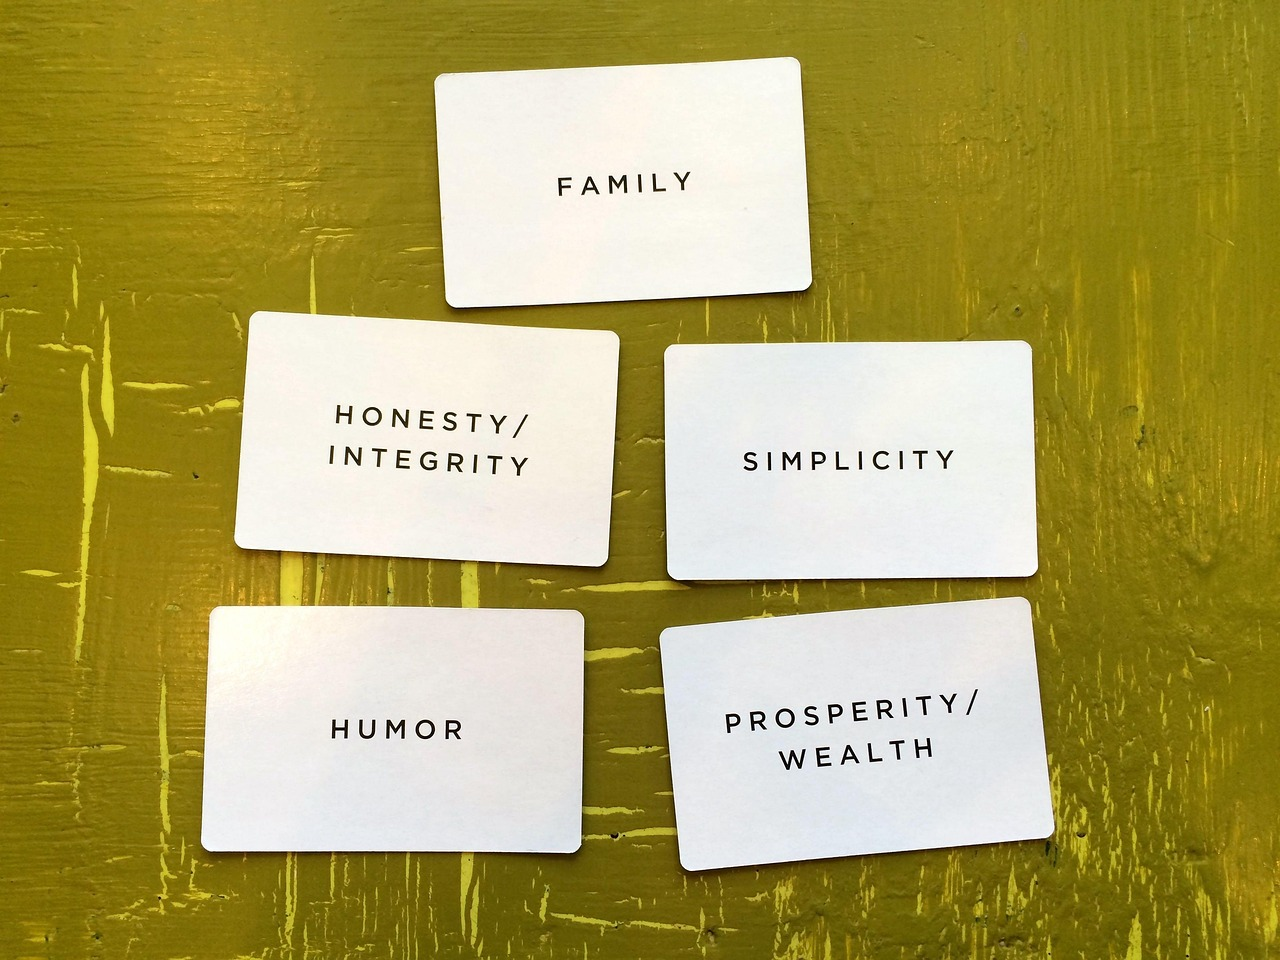 FAMILY
HONESTY/
INTEGRITY
SIMPLICITY
HUMOR
PROSPERITY/
WEALTH